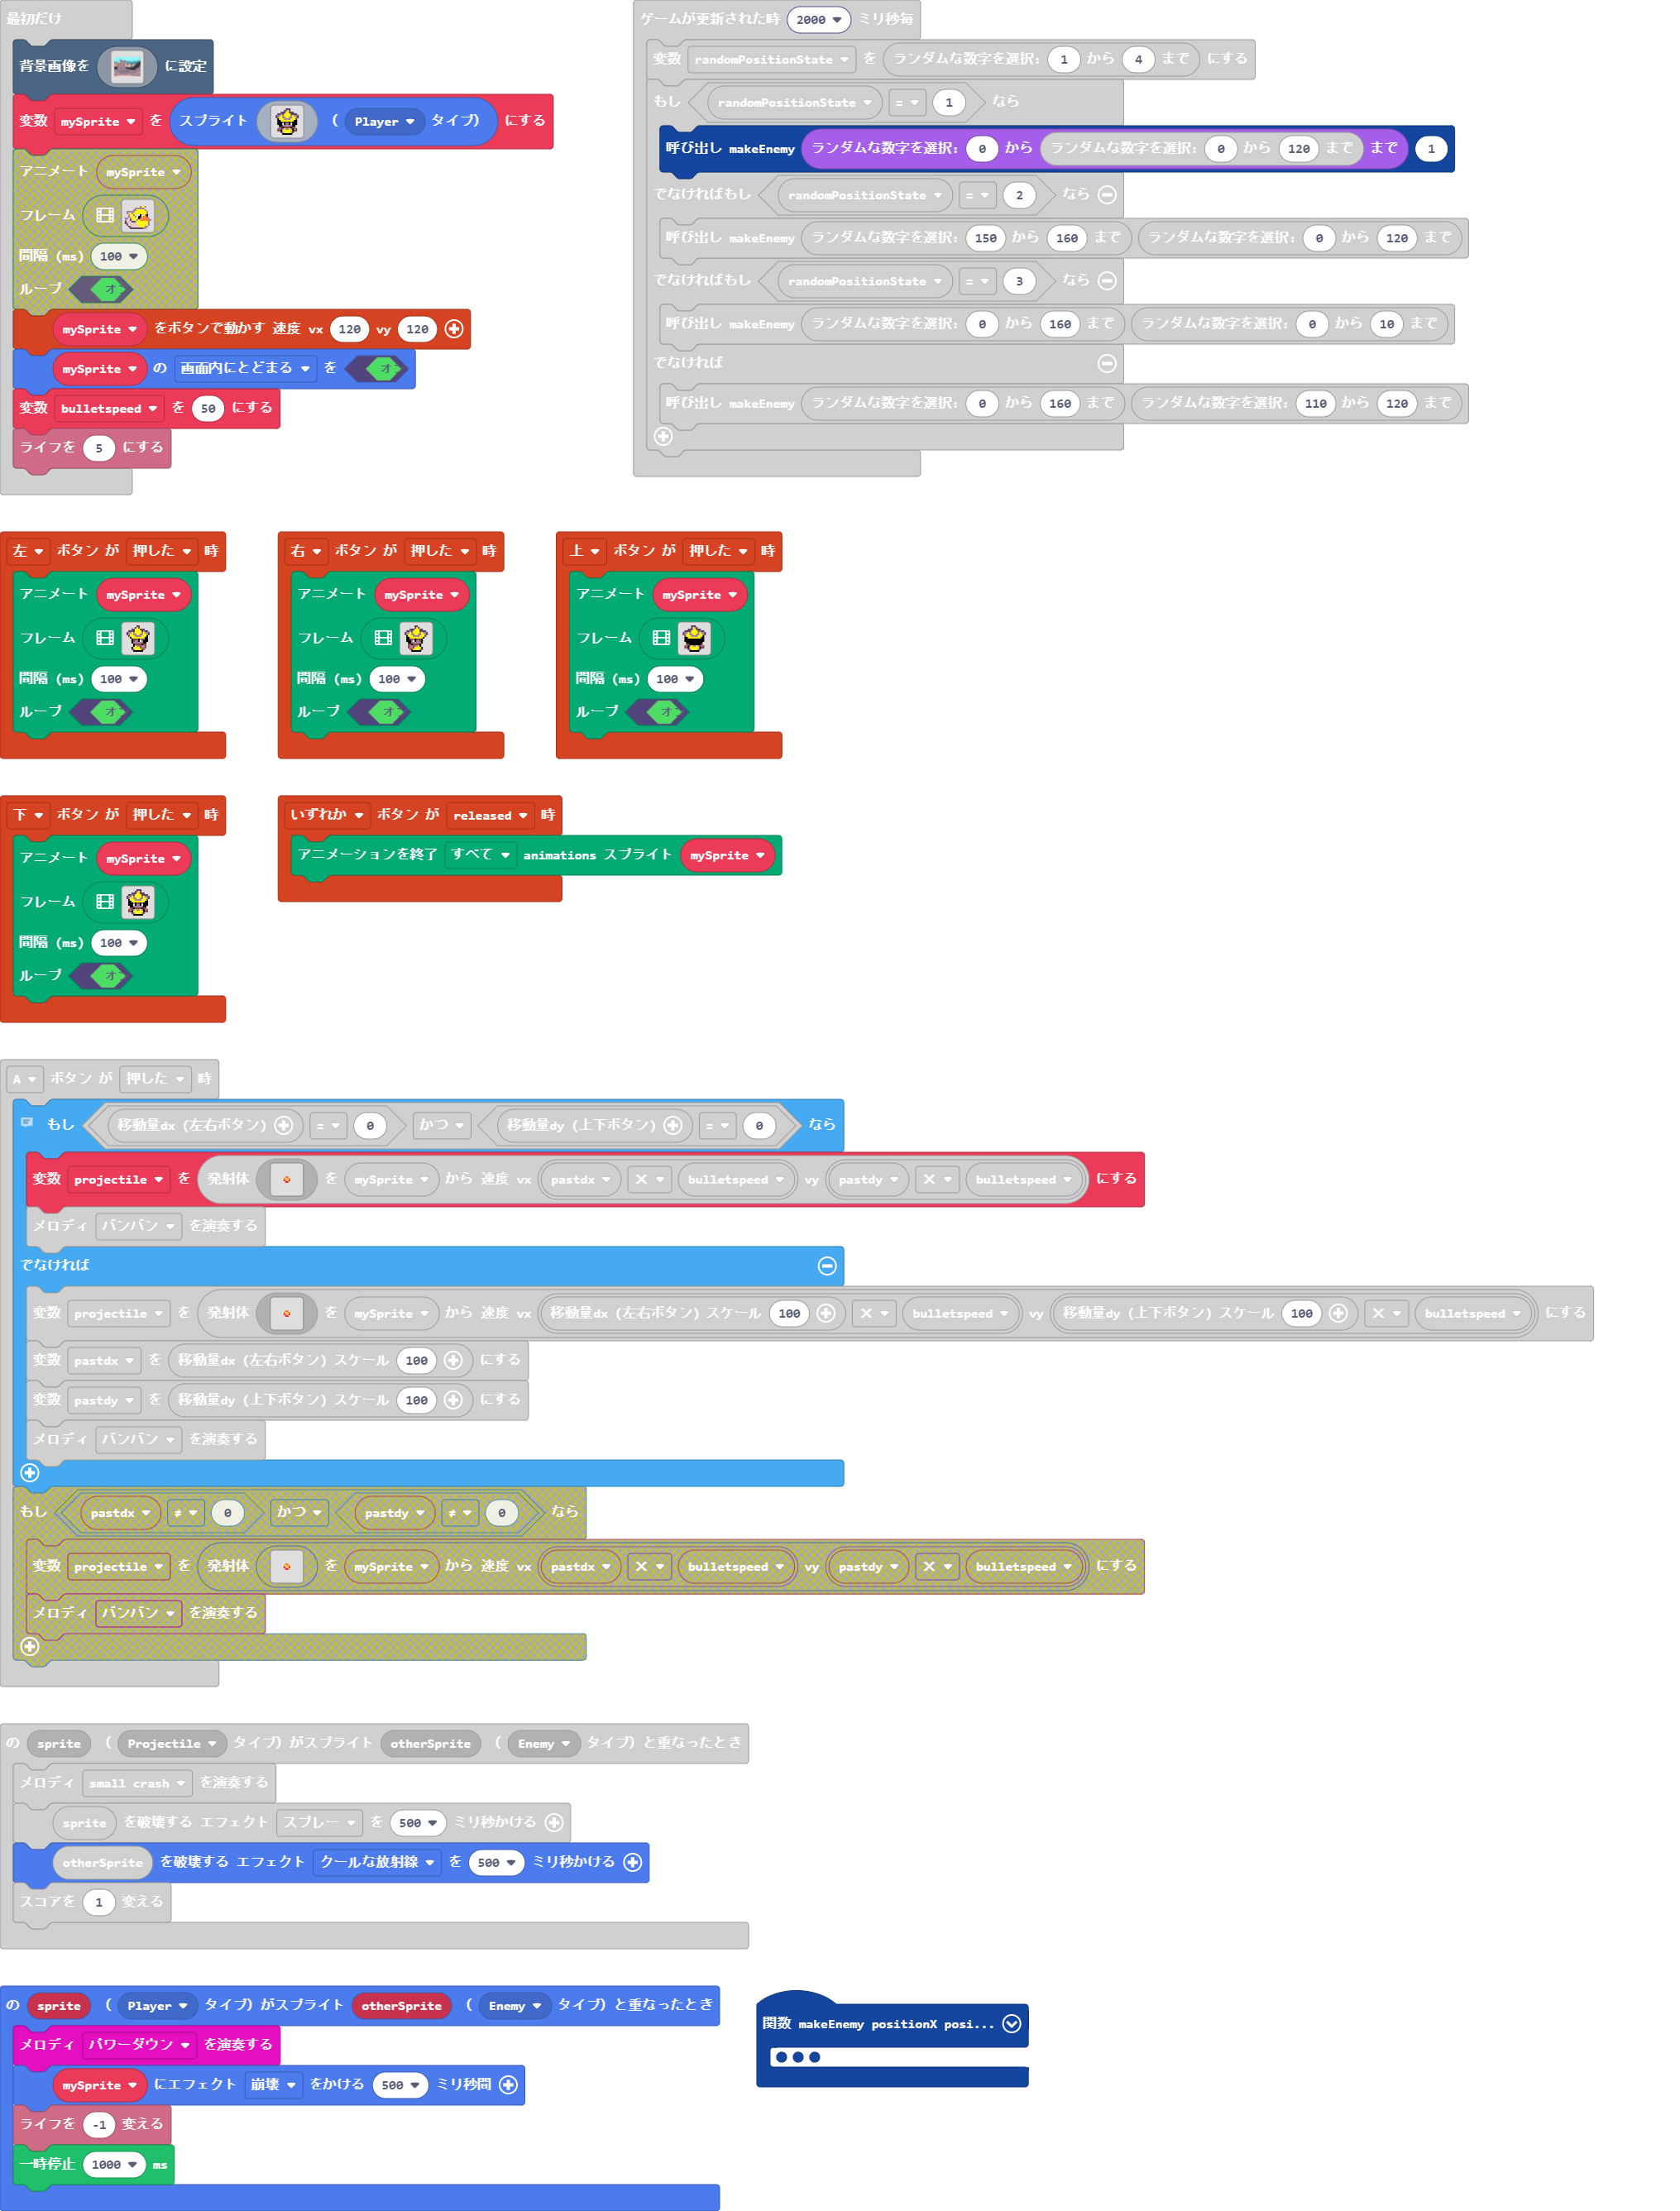 最初だけ
背景画像を に設定
変数 mySprite を スプライト ( Player タイプ) にする
アニメート mySprite
フレーム
間隔 (ms) 100
ループ オ
mySprite をボタンで動かす 速度 vx 120 vy 120
mySprite の 画面内にとどまる を オ
変数 bulletspeed を 50 にする
ライフを 5 にする
ゲームが更新された時 2000 ミリ秒毎
変数 randomPositionState を ランダムな数字を選択: 1 から 4 まで にする
もし randomPositionState = 1 なら
呼び出し makeEnemy ランダムな数字を選択: 0 から ランダムな数字を選択: 0 から 120 まで まで 1
でなければもし randomPositionState = 2 なら
呼び出し makeEnemy ランダムな数字を選択: 150 から 160 まで ランダムな数字を選択: 0 から 120 まで
でなければもし randomPositionState = 3 なら
呼び出し makeEnemy ランダムな数字を選択: 0 から 160 まで ランダムな数字を選択: 0 から 10 まで
でなければ
呼び出し makeEnemy ランダムな数字を選択: 0 から 160 まで ランダムな数字を選択: 110 から 120 まで
左 ボタン が 押した 時
アニメート mySprite
フレーム
間隔 (ms) 100
ループ オ
右 ボタン が 押した 時
アニメート mySprite
フレーム
間隔 (ms) 100
ループ オ
上 ボタン が 押した 時
アニメート mySprite
フレーム
間隔 (ms) 100
ループ オ
下 ボタン が 押した 時
アニメート mySprite
フレーム
間隔 (ms) 100
ループ オ
いずれか ボタン が released 時
アニメーションを終了 すべて animations スプライト mySprite
A ボタン が 押した 時
もし 移動量dx (左右ボタン) = 0 かつ 移動量dy (上下ボタン) = 0 なら
変数 projectile を 発射体 を mySprite から 速度 vx pastdx × bulletspeed vy pastdy × bulletspeed にする
メロディ バンバン を演奏する
でなければ
変数 projectile を 発射体 を mySprite から 速度 vx 移動量dx (左右ボタン) スケール 100 × bulletspeed vy 移動量dy (上下ボタン) スケール 100 × bulletspeed にする
変数 pastdx を 移動量dx (左右ボタン) スケール 100 にする
変数 pastdy を 移動量dy (上下ボタン) スケール 100 にする
メロディ バンバン を演奏する
もし pastdx ≠ 0 かつ pastdy ≠ 0 なら
変数 projectile を 発射体 を mySprite から 速度 vx pastdx × bulletspeed vy pastdy × bulletspeed にする
メロディ バンバン を演奏する
の sprite ( Projectile タイプ) がスプライト otherSprite ( Enemy タイプ) と重なったとき
メロディ small crash を演奏する
sprite を破壊する エフェクト スプレー を 500 ミリ秒かける
otherSprite を破壊する エフェクト クールな放射線 を 500 ミリ秒かける
スコアを 1 変える
の sprite ( Player タイプ) がスプライト otherSprite ( Enemy タイプ) と重なったとき
メロディ パワーダウン を演奏する
mySprite にエフェクト 崩壊 をかける 500 ミリ秒間
ライフを -1 変える
一時停止 1000 ms
関数 makeEnemy positionX posi...